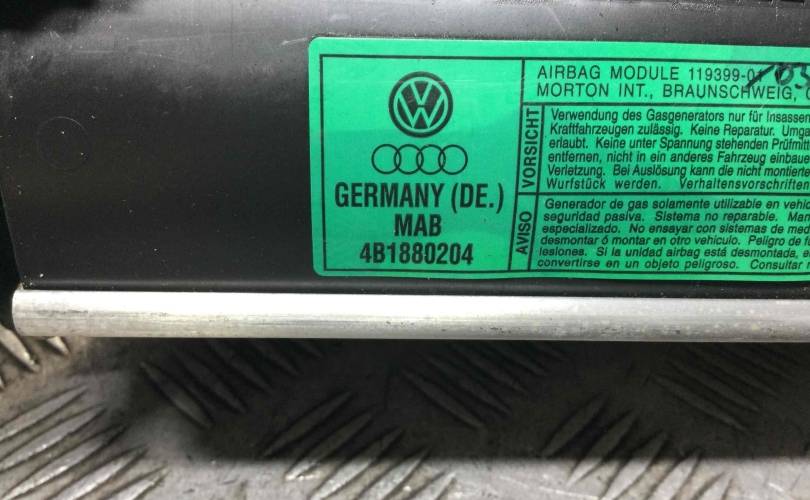 GERMANY (DE.)
MAB
4B1880204
AIRBAG MODULE 119399-01
MORTON INT., BRAUNSCHWEIG,
VORSICHT
Verwendung des Gasgenerators nur für Insassen
Kraftfahrzeugen zulässig. Keine Reparatur.
erlaubt. Keine unter Spannung stehenden Prüfmitt
entfernen, nicht in ein anderes Fahrzeug einbaue
Verletzung. Bei Auslösung kann die nicht montierte
Wurfstück werden. Verhaltensvorschriften
AVISO
Generador de gas solamente utilizable en vehic
seguridad pasiva. Sistema no reparable.
especializado. No ensayar con sistemas de med
desmontar ó montar en otro vehiculo. Peligro de
lesiones. Si la unidad airbag está desmontada,
convertirse en un objeto peligroso. Consultar